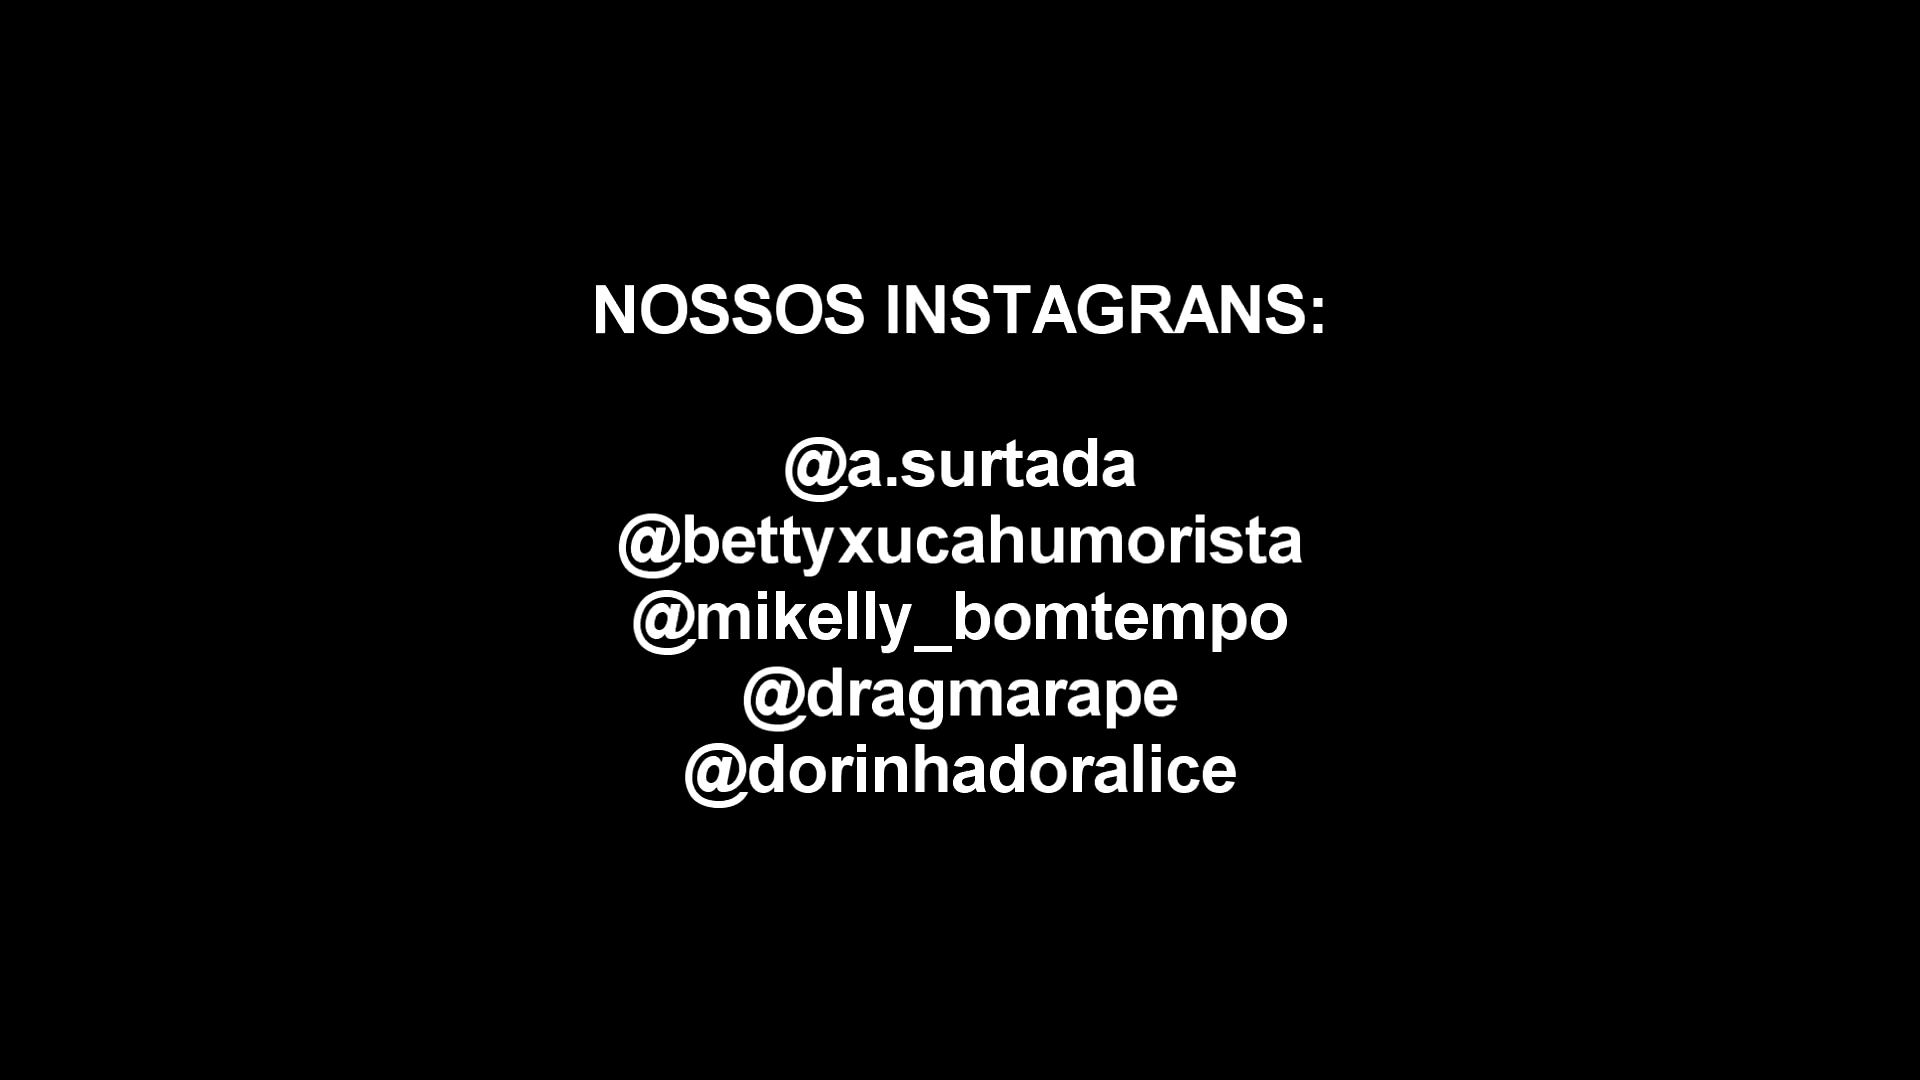 NOSSOS INSTAGRANS:
@a.surtada
@bettyxucahumorista
@mikelly_bomtempo
@dragmarape
@dorinhadoralice